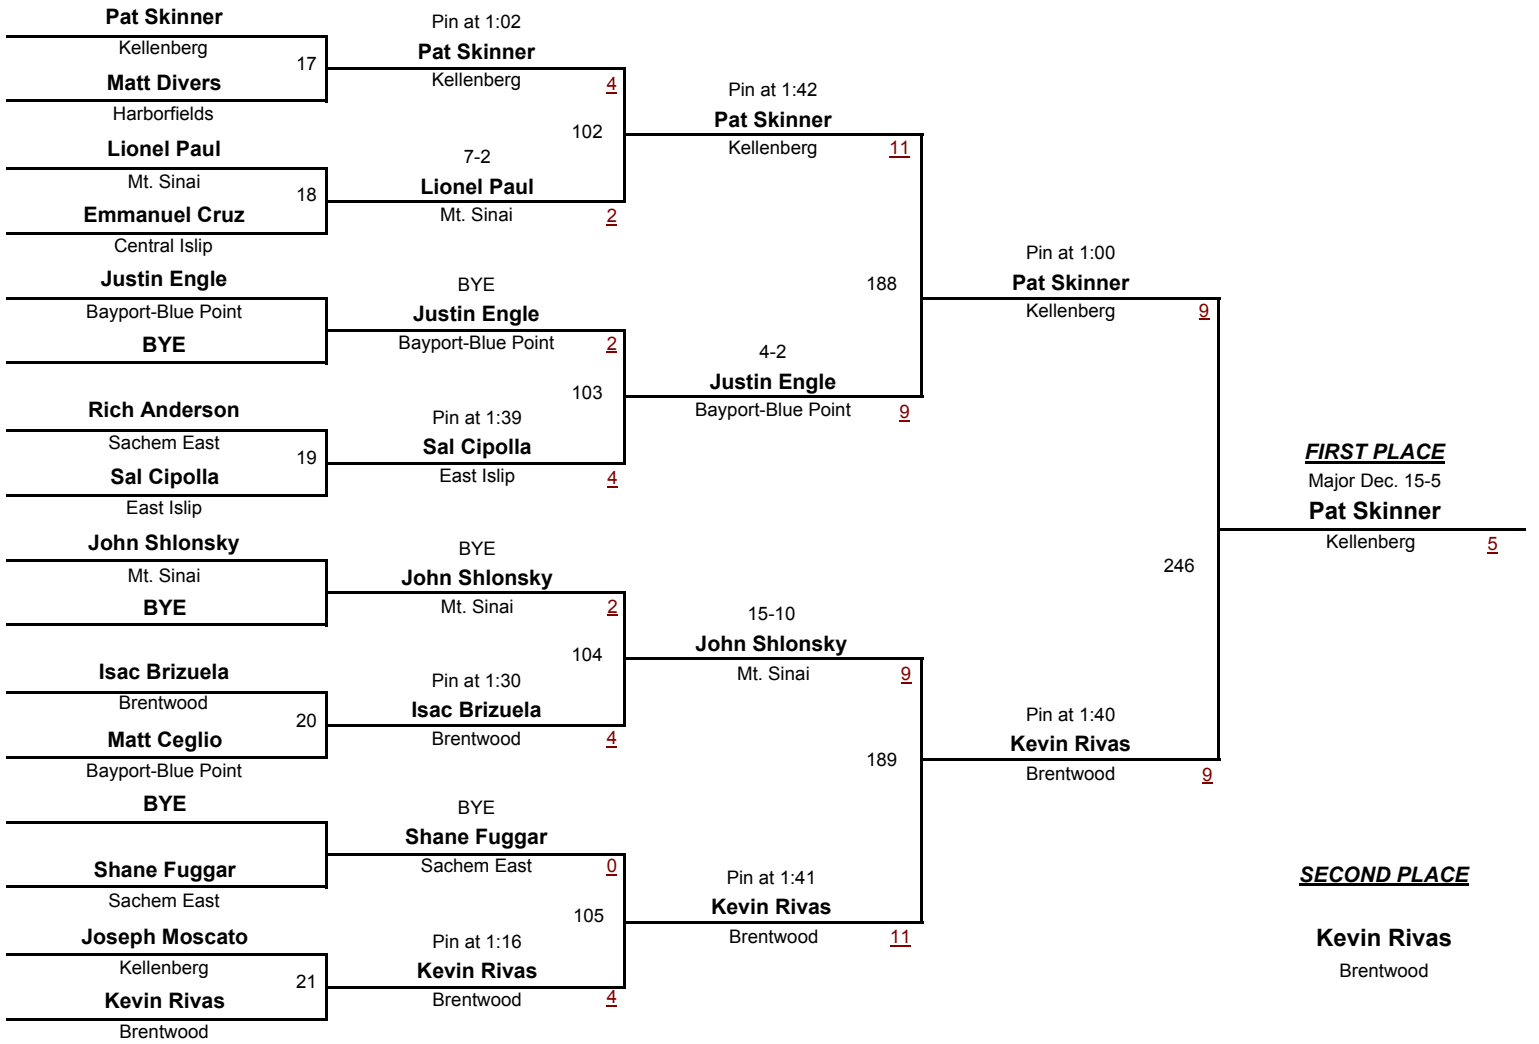 Pat Skinner
Kellenberg
17
Matt Divers
Harborfields
Lionel Paul
Mt. Sinai
18
Emmanuel Cruz
Central Islip
Justin Engle
Bayport-Blue Point
BYE
Rich Anderson
Sachem East
19
Sal Cipolla
East Islip
John Shlonsky
Mt. Sinai
BYE
Isac Brizuela
Brentwood
20
Matt Ceglio
Bayport-Blue Point
BYE
Shane Fuggar
Sachem East
Joseph Moscato
Kellenberg
21
Kevin Rivas
Brentwood
Pin at 1:02
Pat Skinner
Kellenberg
4
102
7-2
Lionel Paul
Mt. Sinai
2
BYE
Justin Engle
Bayport-Blue Point
2
103
Pin at 1:39
Sal Cipolla
East Islip
4
BYE
John Shlonsky
Mt. Sinai
2
104
Pin at 1:30
Isac Brizuela
Brentwood
4
BYE
Shane Fuggar
Sachem East
0
105
Pin at 1:16
Kevin Rivas
Brentwood
4
Pin at 1:42
Pat Skinner
Kellenberg
11
188
4-2
Justin Engle
Bayport-Blue Point
9
15-10
John Shlonsky
Mt. Sinai
9
189
Pin at 1:41
Kevin Rivas
Brentwood
11
Pin at 1:00
Pat Skinner
Kellenberg
9
246
Pin at 1:40
Kevin Rivas
Brentwood
9
FIRST PLACE
Major Dec. 15-5
Pat Skinner
Kellenberg
5
SECOND PLACE
Kevin Rivas
Brentwood